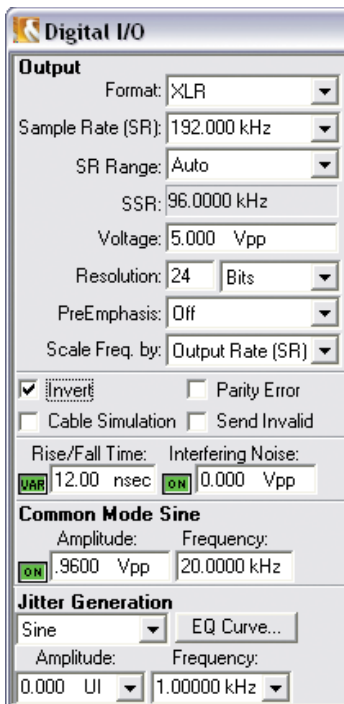 Digital I/O
Output
Format: XLR
Sample Rate (SR): 192.000 kHz
SR Range: Auto
SSR: 96.0000 kHz
Voltage: 5.000 Vpp
Resolution: 24 Bits
PreEmphasis: Off
Scale Freq. by: Output Rate (SR)
Invert Parity Error
Cable Simulation Send Invalid
Rise/Fall Time: Interfering Noise:
VAR 12.00 nsec ON 0.000 Vpp
Common Mode Sine
Amplitude: Frequency:
ON .9600 Vpp 20.0000 kHz
Jitter Generation
Sine EQ Curve...
Amplitude: Frequency:
0.000 UI 1.00000 kHz